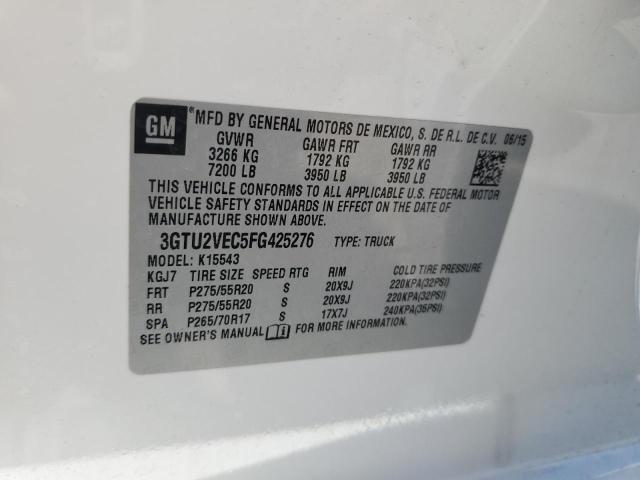 GM
®MFD BY GENERAL MOTORS DE MEXICO, S. DE R.L. DE C.V. 06/15
GVWR GAWR FRT GAWR RR
3266 KG 1792 KG 1792 KG
7200 LB 3950 LB 3950 LB
THIS VEHICLE CONFORMS TO ALL APPLICABLE U.S. FEDERAL MOTOR
VEHICLE SAFETY STANDARDS IN EFFECT ON THE DATE OF
MANUFACTURE SHOWN ABOVE.
3GTU2VEC5FG425276 TYPE: TRUCK
MODEL: K15543
KGJ7 TIRE SIZE SPEED RTG RIM COLD TIRE PRESSURE
FRT P275/55R20 S 20X9J 220KPA(32PSI)
RR P275/55R20 S 20X9J 220KPA(32PSI)
SPA P265/70R17 S 17X7J 240KPA(35PSI)
SEE OWNER'S MANUAL FOR MORE INFORMATION.